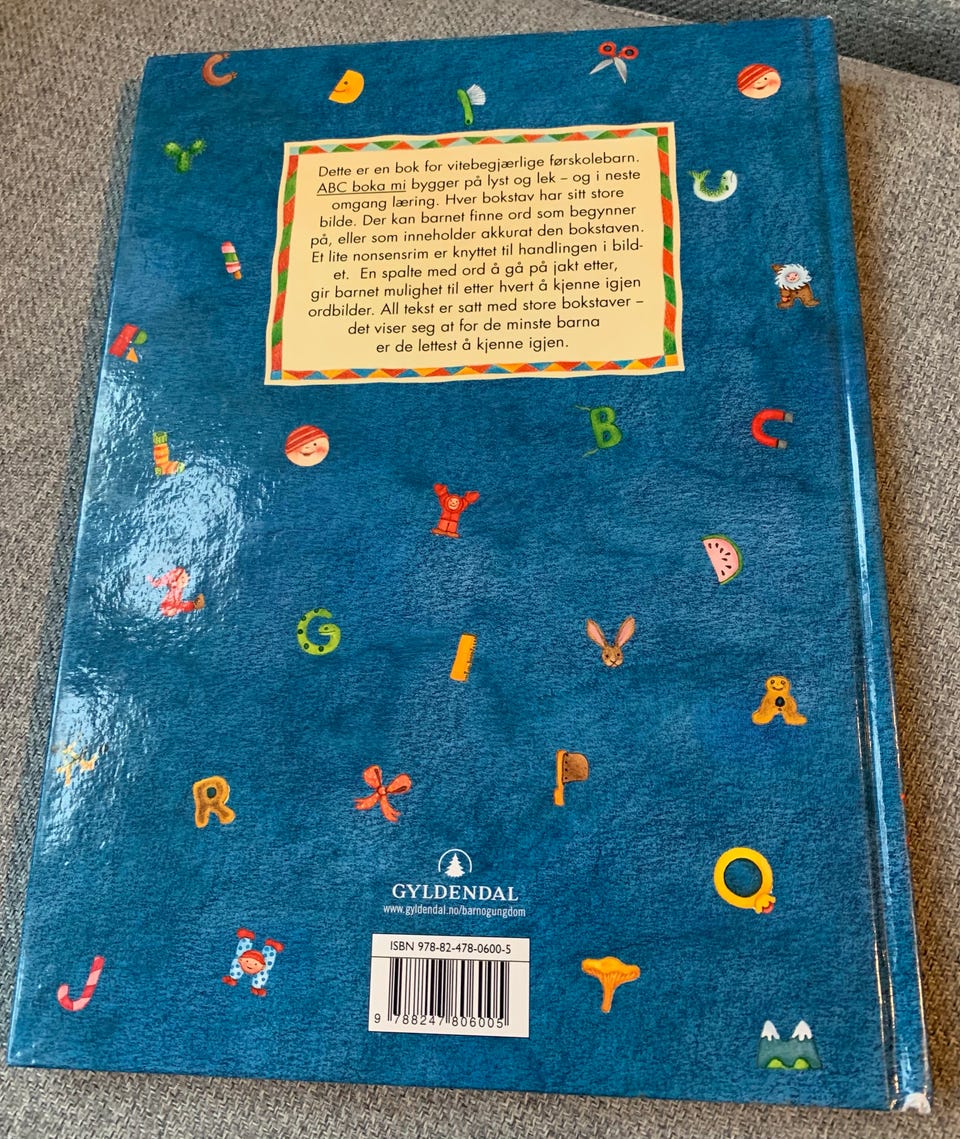 Dette er en bok for vitebegjærlige førskolebarn.
ABC boka mi bygger på lyst og lek – og i neste
omgang læring. Hver bokstav har sitt store
bilde. Der kan barnet finne ord som begynner
på, eller som inneholder akkurat den bokstaven.
Et lite nonsensrim er knyttet til handlingen i bild-
et. En spalte med ord å gå på jakt etter,
gir barnet mulighet til etter hvert å kjenne igjen
ordbilder. All tekst er satt med store bokstaver –
det viser seg at for de minste barna
er de lettest å kjenne igjen.
GYLDENDAL
www.gyldendal.no/barnogungdom
ISBN 978-82-478-0600-5
9 788247 806005